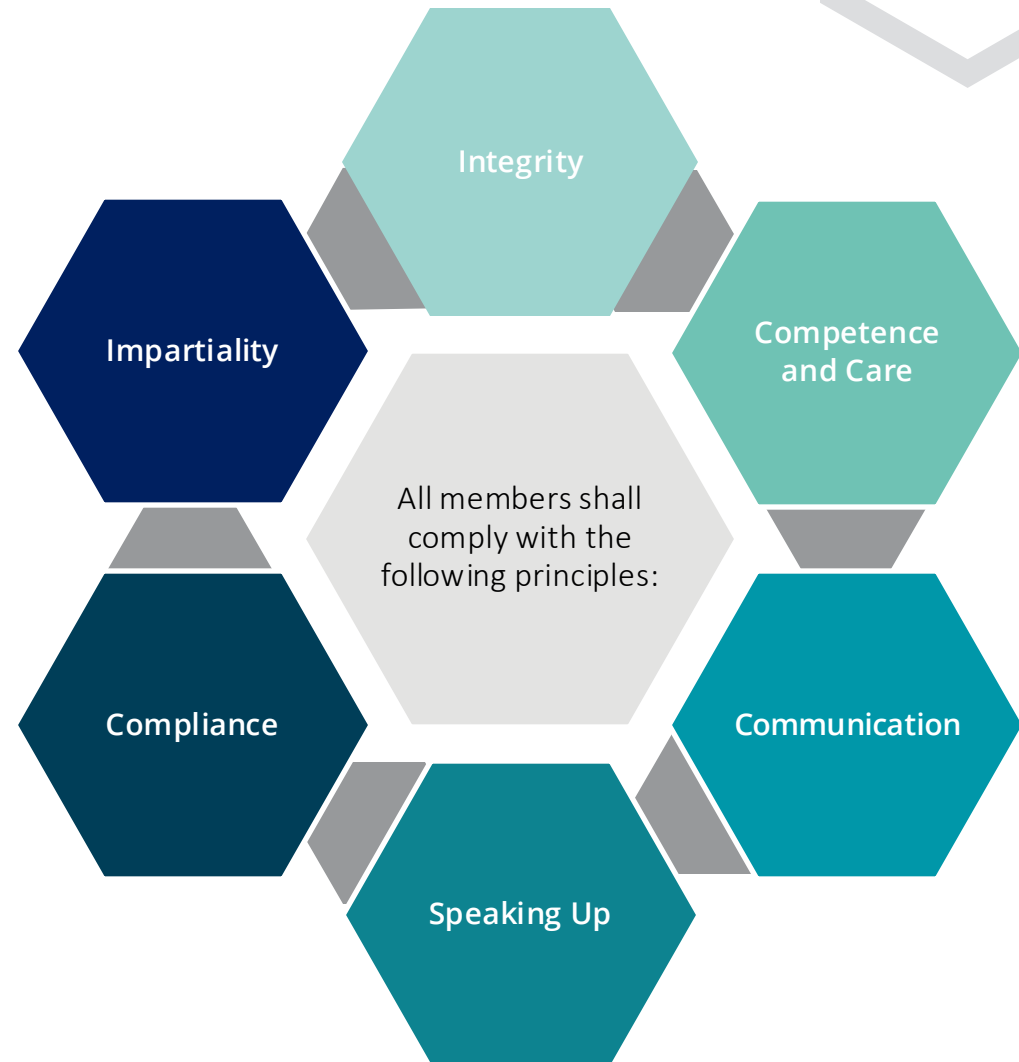 Integrity
Impartiality
Competence
and Care
All members shall
comply with the
following principles:
Compliance
Communication
Speaking Up